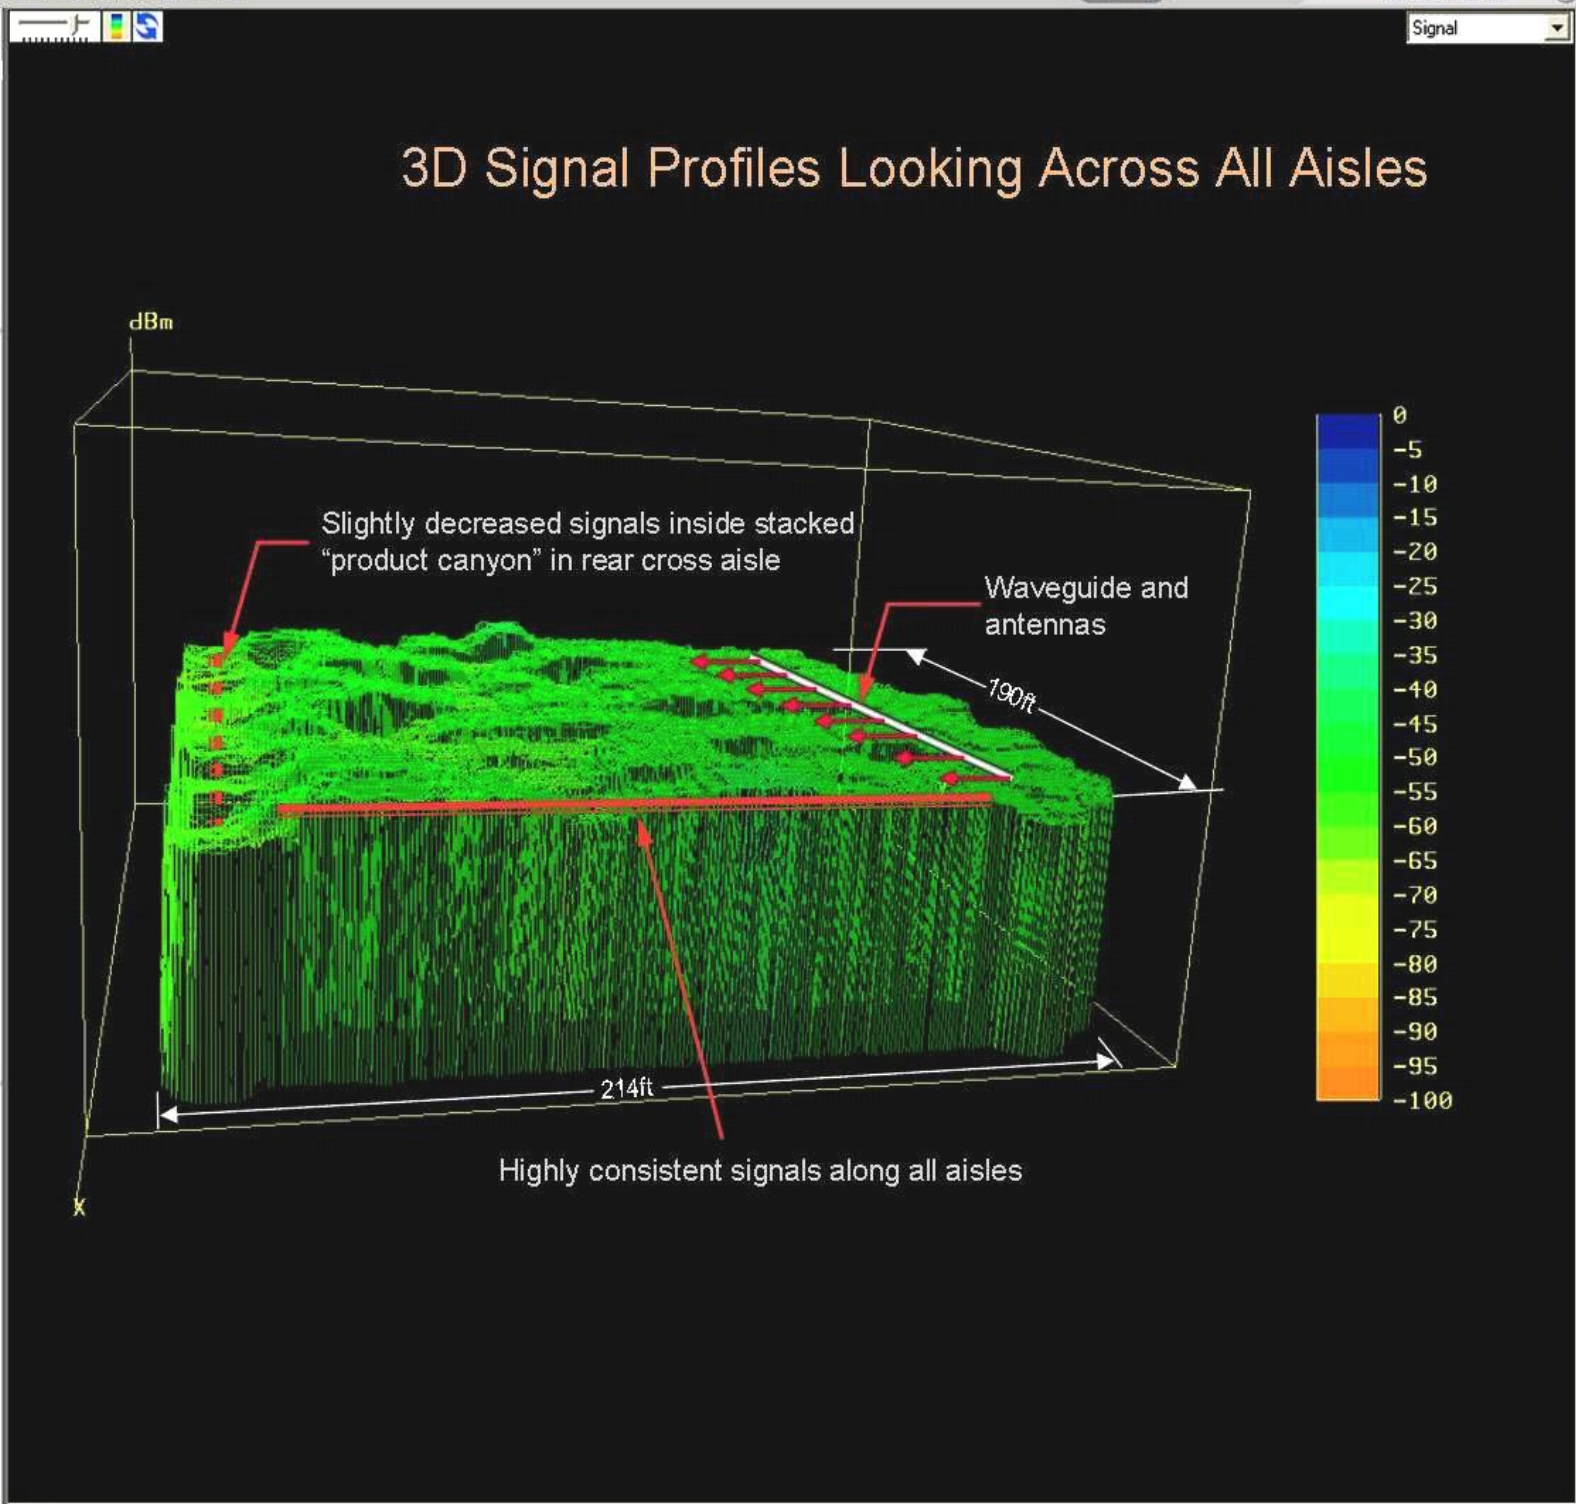 Signal
3D Signal Profiles Looking Across All Aisles
dBm
Slightly decreased signals inside stacked
“product canyon” in rear cross aisle
Waveguide and
antennas
190ft
214ft
Highly consistent signals along all aisles
X
0
-5
-10
-15
-20
-25
-30
-35
-40
-45
-50
-55
-60
-65
-70
-75
-80
-85
-90
-95
-100